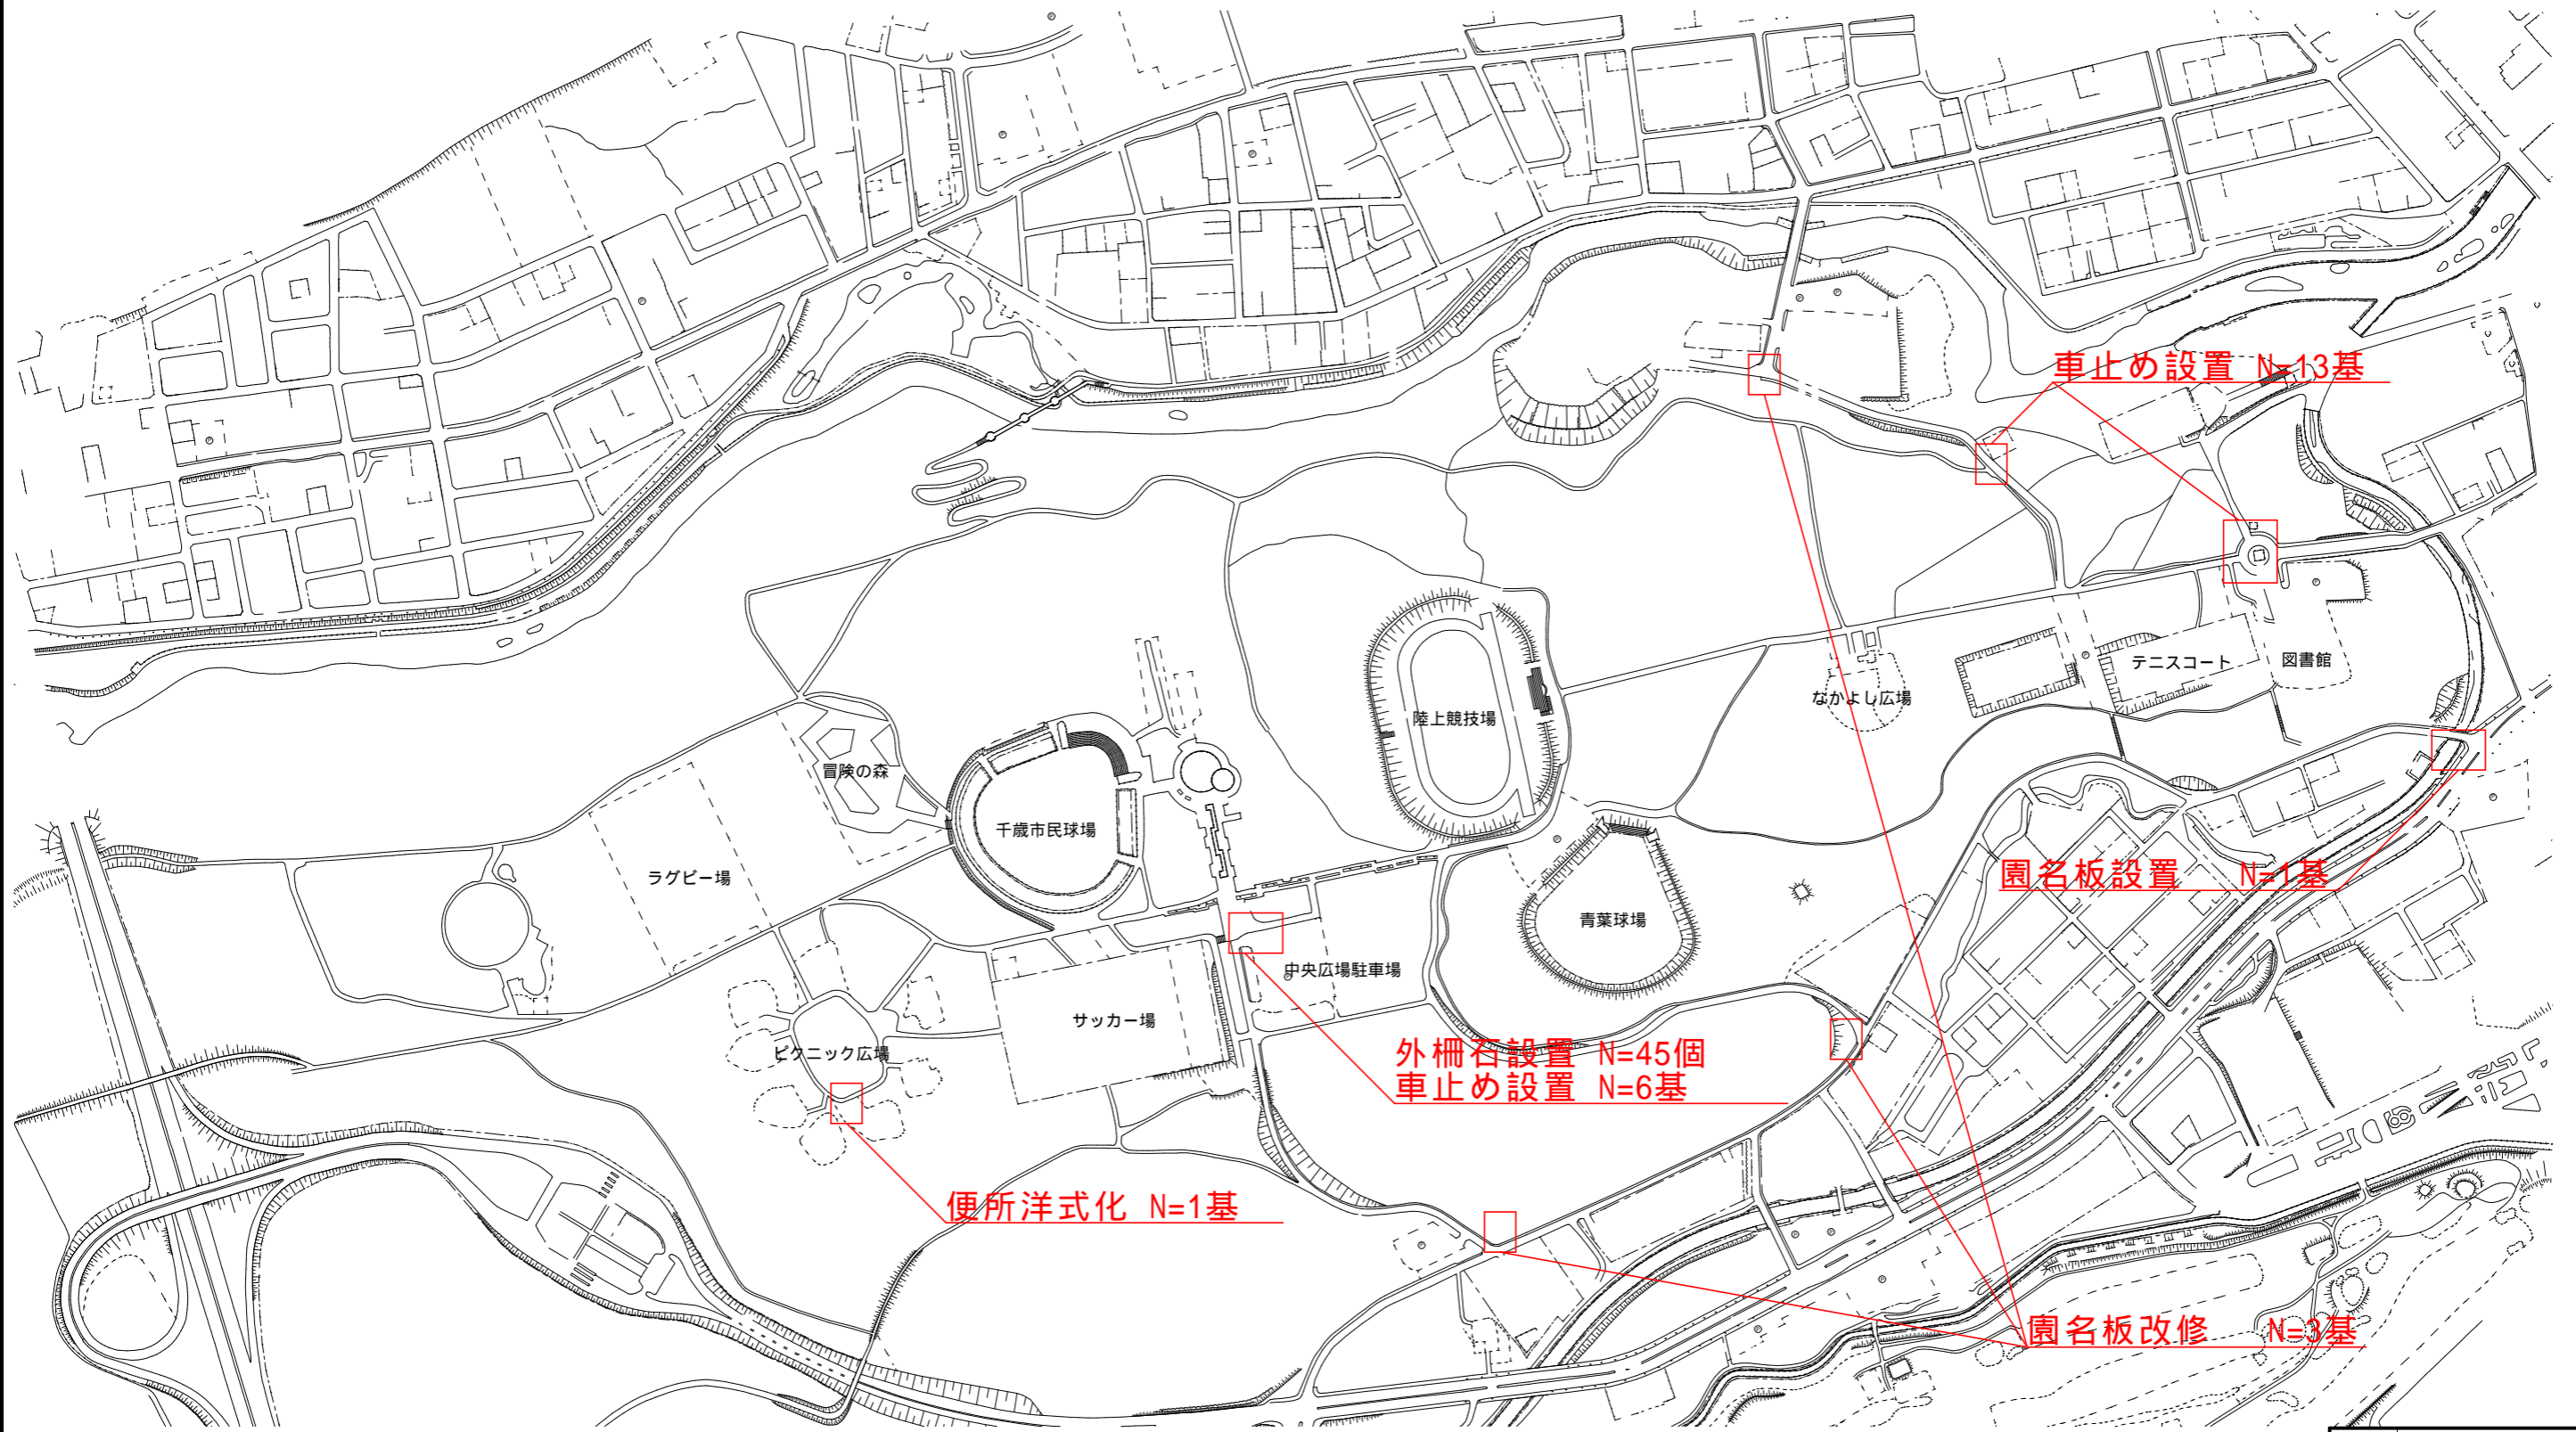 車止め設置 N=13基
テニスコート
図書館
なかよし広場
陸上競技場
冒険の森
千歳市民球場
ラグビー場
園名板設置 N=1基
青葉球場
中央広場駐車場
サッカー場
ピクニック広場
外柵石設置 N=45個
車止め設置 N=6基
便所洋式化 N=1基
園名板改修 N=3基